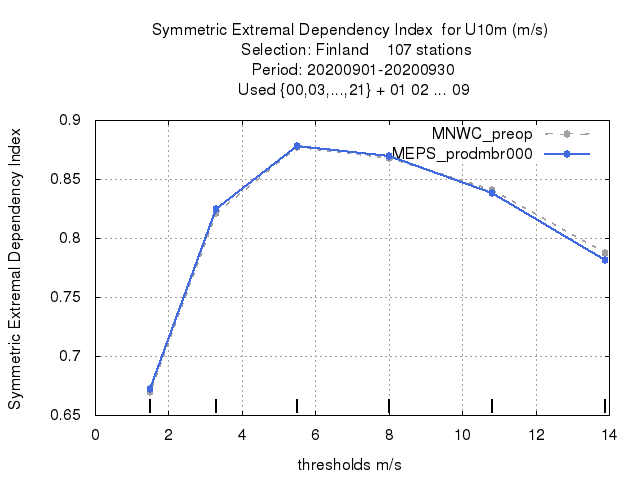 Symmetric Extremal Dependency Index  for U10m (m/s)
Selection: Finland    107 stations
Period: 20200901-20200930
Used {00,03,...,21} + 01 02 ... 09
Symmetric Extremal Dependency Index
0.9
0.85
0.8
0.75
0.7
0.65
MNWC_preop
MEPS_prodmbr000
0 2 4 6 8 10 12 14
thresholds m/s